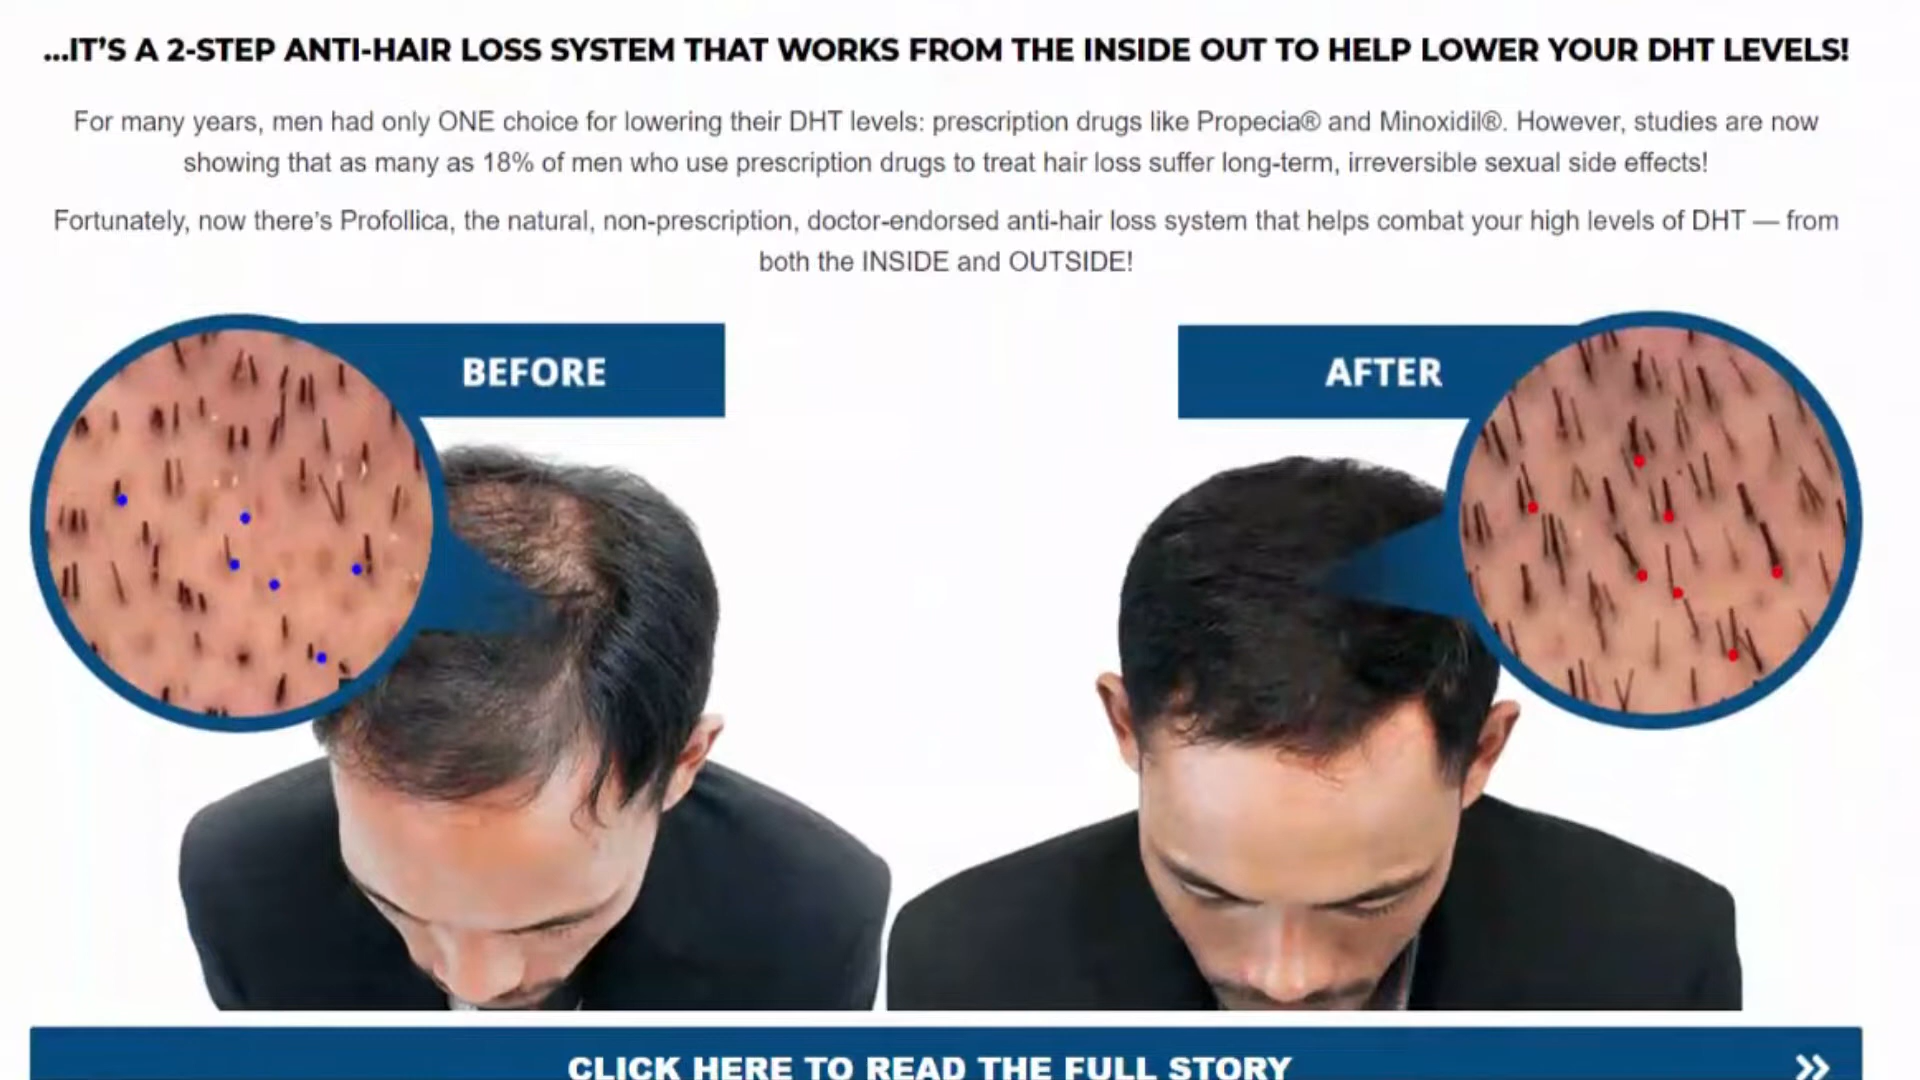 ...IT’S A 2-STEP ANTI-HAIR LOSS SYSTEM THAT WORKS FROM THE INSIDE OUT TO HELP LOWER YOUR DHT LEVELS!
For many years, men had only ONE choice for lowering their DHT levels: prescription drugs like Propecia® and Minoxidil®. However, studies are now
showing that as many as 18% of men who use prescription drugs to treat hair loss suffer long-term, irreversible sexual side effects!
Fortunately, now there’s Profollica, the natural, non-prescription, doctor-endorsed anti-hair loss system that helps combat your high levels of DHT — from
both the INSIDE and OUTSIDE!
BEFORE
AFTER
CLICK HERE TO READ THE FULL STORY »